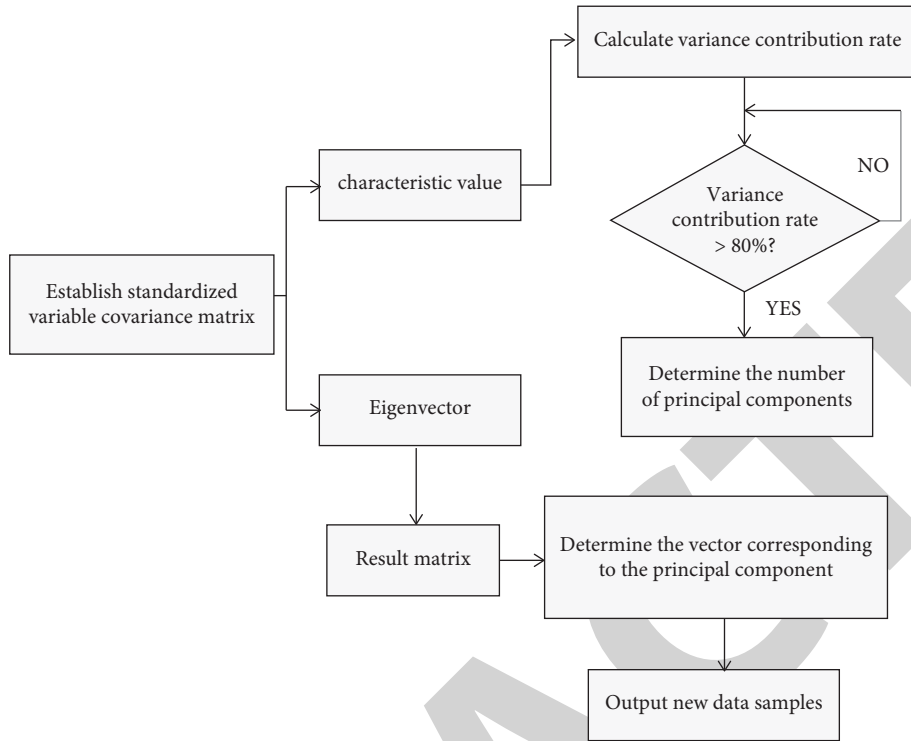 Calculate variance contribution rate
NO
characteristic value
Variance
contribution rate
> 80%?
Establish standardized
variable covariance matrix
YES
Determine the number
of principal components
Eigenvector
Result matrix
Determine the vector corresponding
to the principal component
Output new data samples